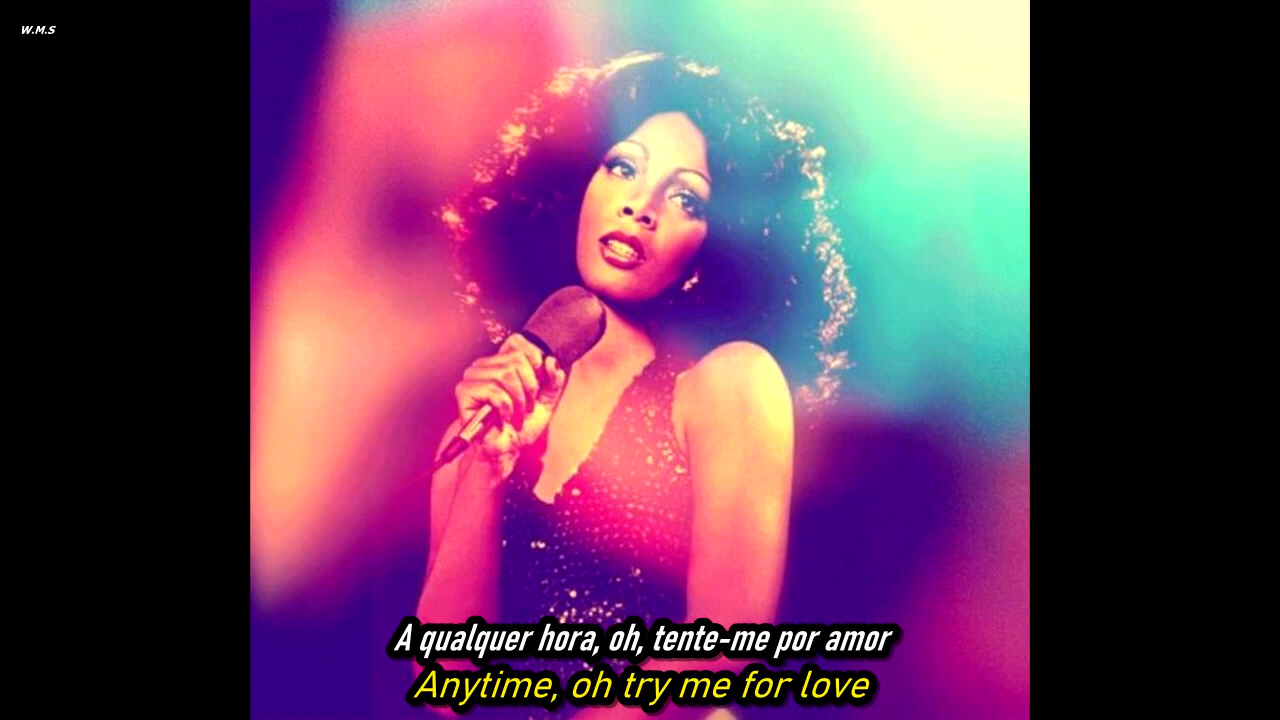 W.M.S
A qualquer hora, oh, tente-me por amor
Anytime, oh try me for love